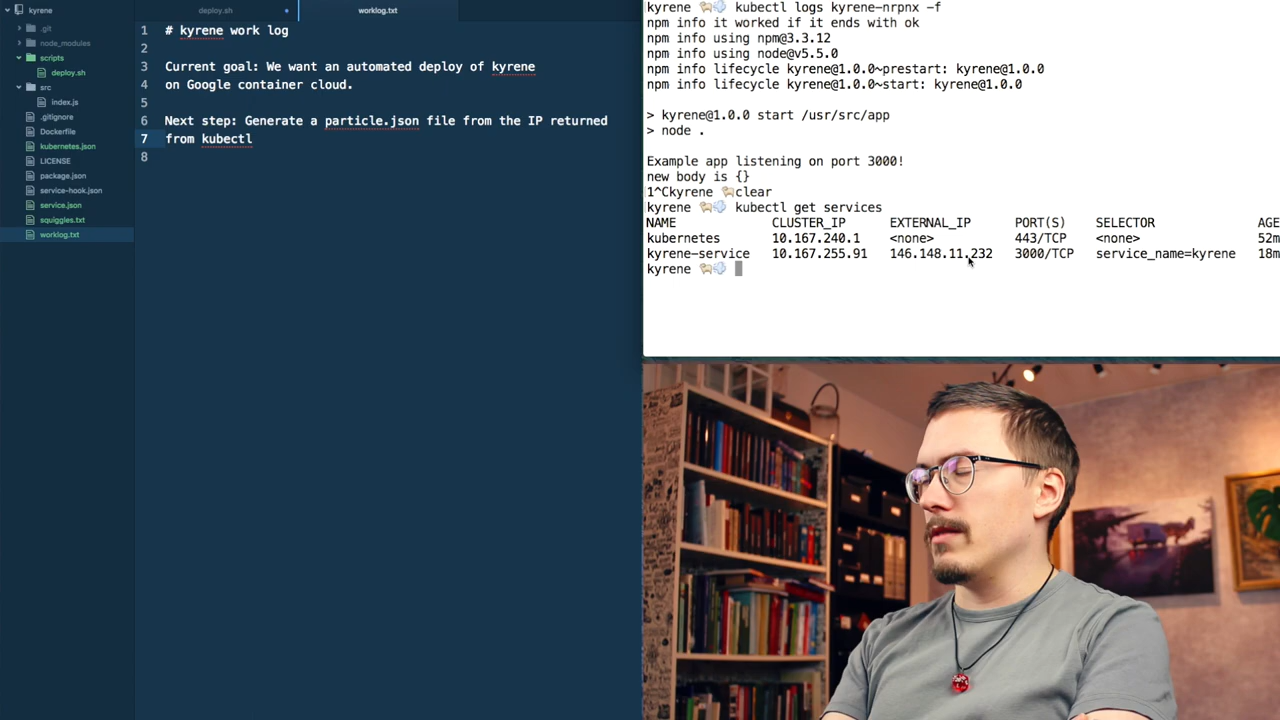 kyrene
.git
node_modules
scripts
deploy.sh
src
index.js
.gitignore
Dockerfile
kubernetes.json
LICENSE
package.json
service-hook.json
service.json
squiggles.txt
worklog.txt
deploy.sh
worklog.txt
1 # kyrene work log
2
3 Current goal: We want an automated deploy of kyrene
4 on Google container cloud.
5
6 Next step: Generate a particle.json file from the IP returned
7 from kubectl
8
kyrene 🐑💨 kubectl logs kyrene-nrpnx -f
npm info it worked if it ends with ok
npm info using npm@3.3.12
npm info using node@v5.5.0
npm info lifecycle kyrene@1.0.0~prestart: kyrene@1.0.0
npm info lifecycle kyrene@1.0.0~start: kyrene@1.0.0
> kyrene@1.0.0 start /usr/src/app
> node .
Example app listening on port 3000!
new body is {}
1^Ckyrene 🐑clear
kyrene 🐑💨 kubectl get services
NAME CLUSTER_IP EXTERNAL_IP PORT(S) SELECTOR AGE
kubernetes 10.167.240.1 <none> 443/TCP <none> 52m
kyrene-service 10.167.255.91 146.148.11.232 3000/TCP service_name=kyrene 18m
kyrene 🐑💨